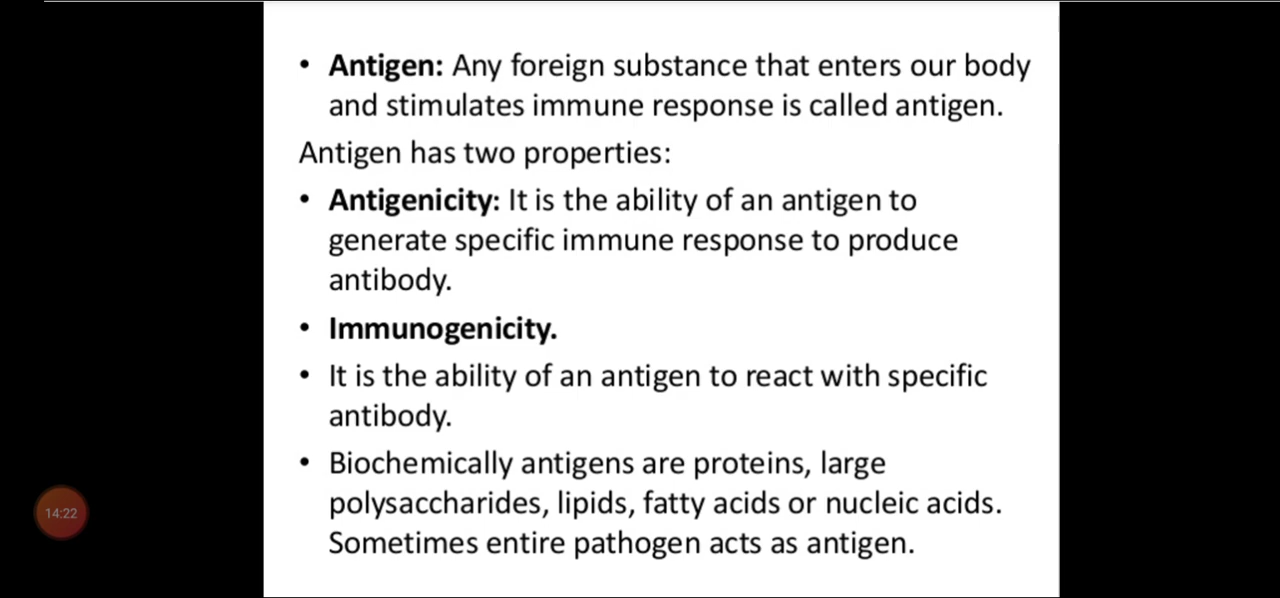 • Antigen: Any foreign substance that enters our body
and stimulates immune response is called antigen.
Antigen has two properties:
• Antigenicity: It is the ability of an antigen to
generate specific immune response to produce
antibody.
• Immunogenicity.
• It is the ability of an antigen to react with specific
antibody.
• Biochemically antigens are proteins, large
polysaccharides, lipids, fatty acids or nucleic acids.
Sometimes entire pathogen acts as antigen.
14:22